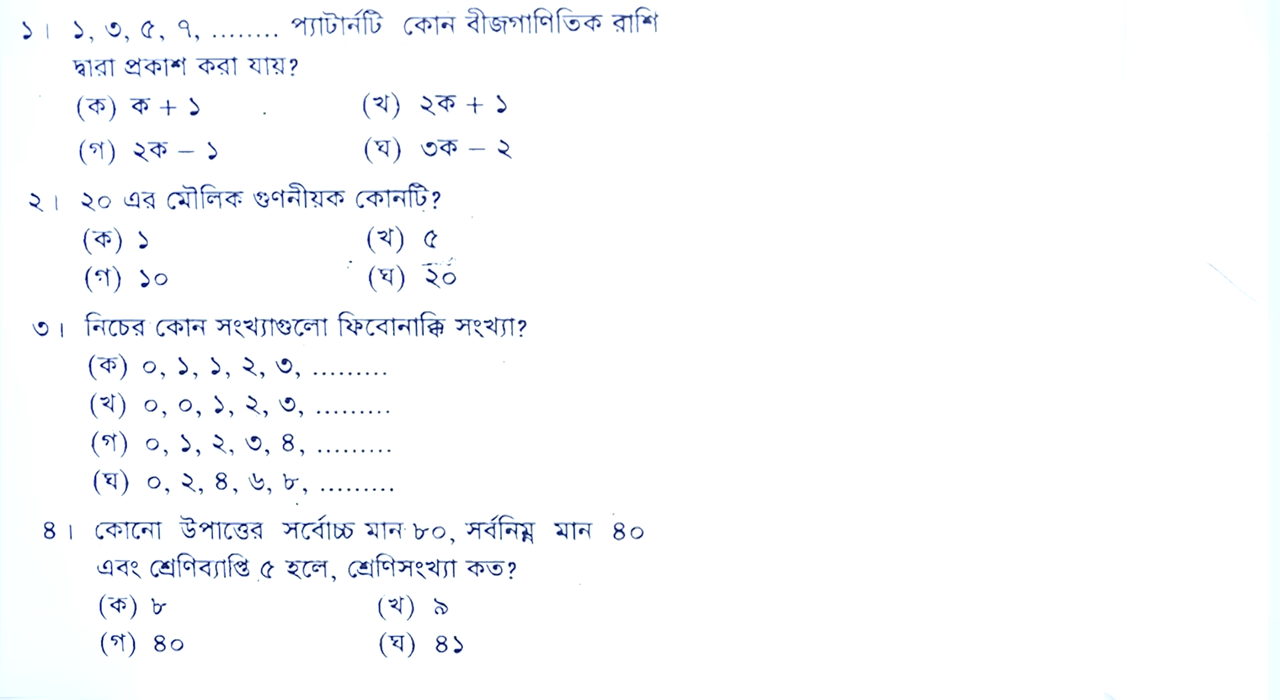 ১। ১, ৩, ৫, ৭, ........ প্যাটার্নটি কোন বীজগাণিতিক রাশি
দ্বারা প্রকাশ করা যায়?
(ক) ক + ১ (খ) ২ক + ১
(গ) ২ক – ১ (ঘ) ৩ক – ২
২। ২০ এর মৌলিক গুণনীয়ক কোনটি?
(ক) ১ (খ) ৫
(গ) ১০ (ঘ) ২০
৩। নিচের কোন সংখ্যাগুলো ফিবোনাক্কি সংখ্যা?
(ক) ০, ১, ১, ২, ৩, .........
(খ) ০, ০, ১, ২, ৩, .........
(গ) ০, ১, ২, ৩, ৪, .........
(ঘ) ০, ২, ৪, ৬, ৮, .........
৪। কোনো উপাত্তের সর্বোচ্চ মান ৮০, সর্বনিম্ন মান ৪০
এবং শ্রেণিব্যাপ্তি ৫ হলে, শ্রেণিসংখ্যা কত?
(ক) ৮ (খ) ৯
(গ) ৪০ (ঘ) ৪১